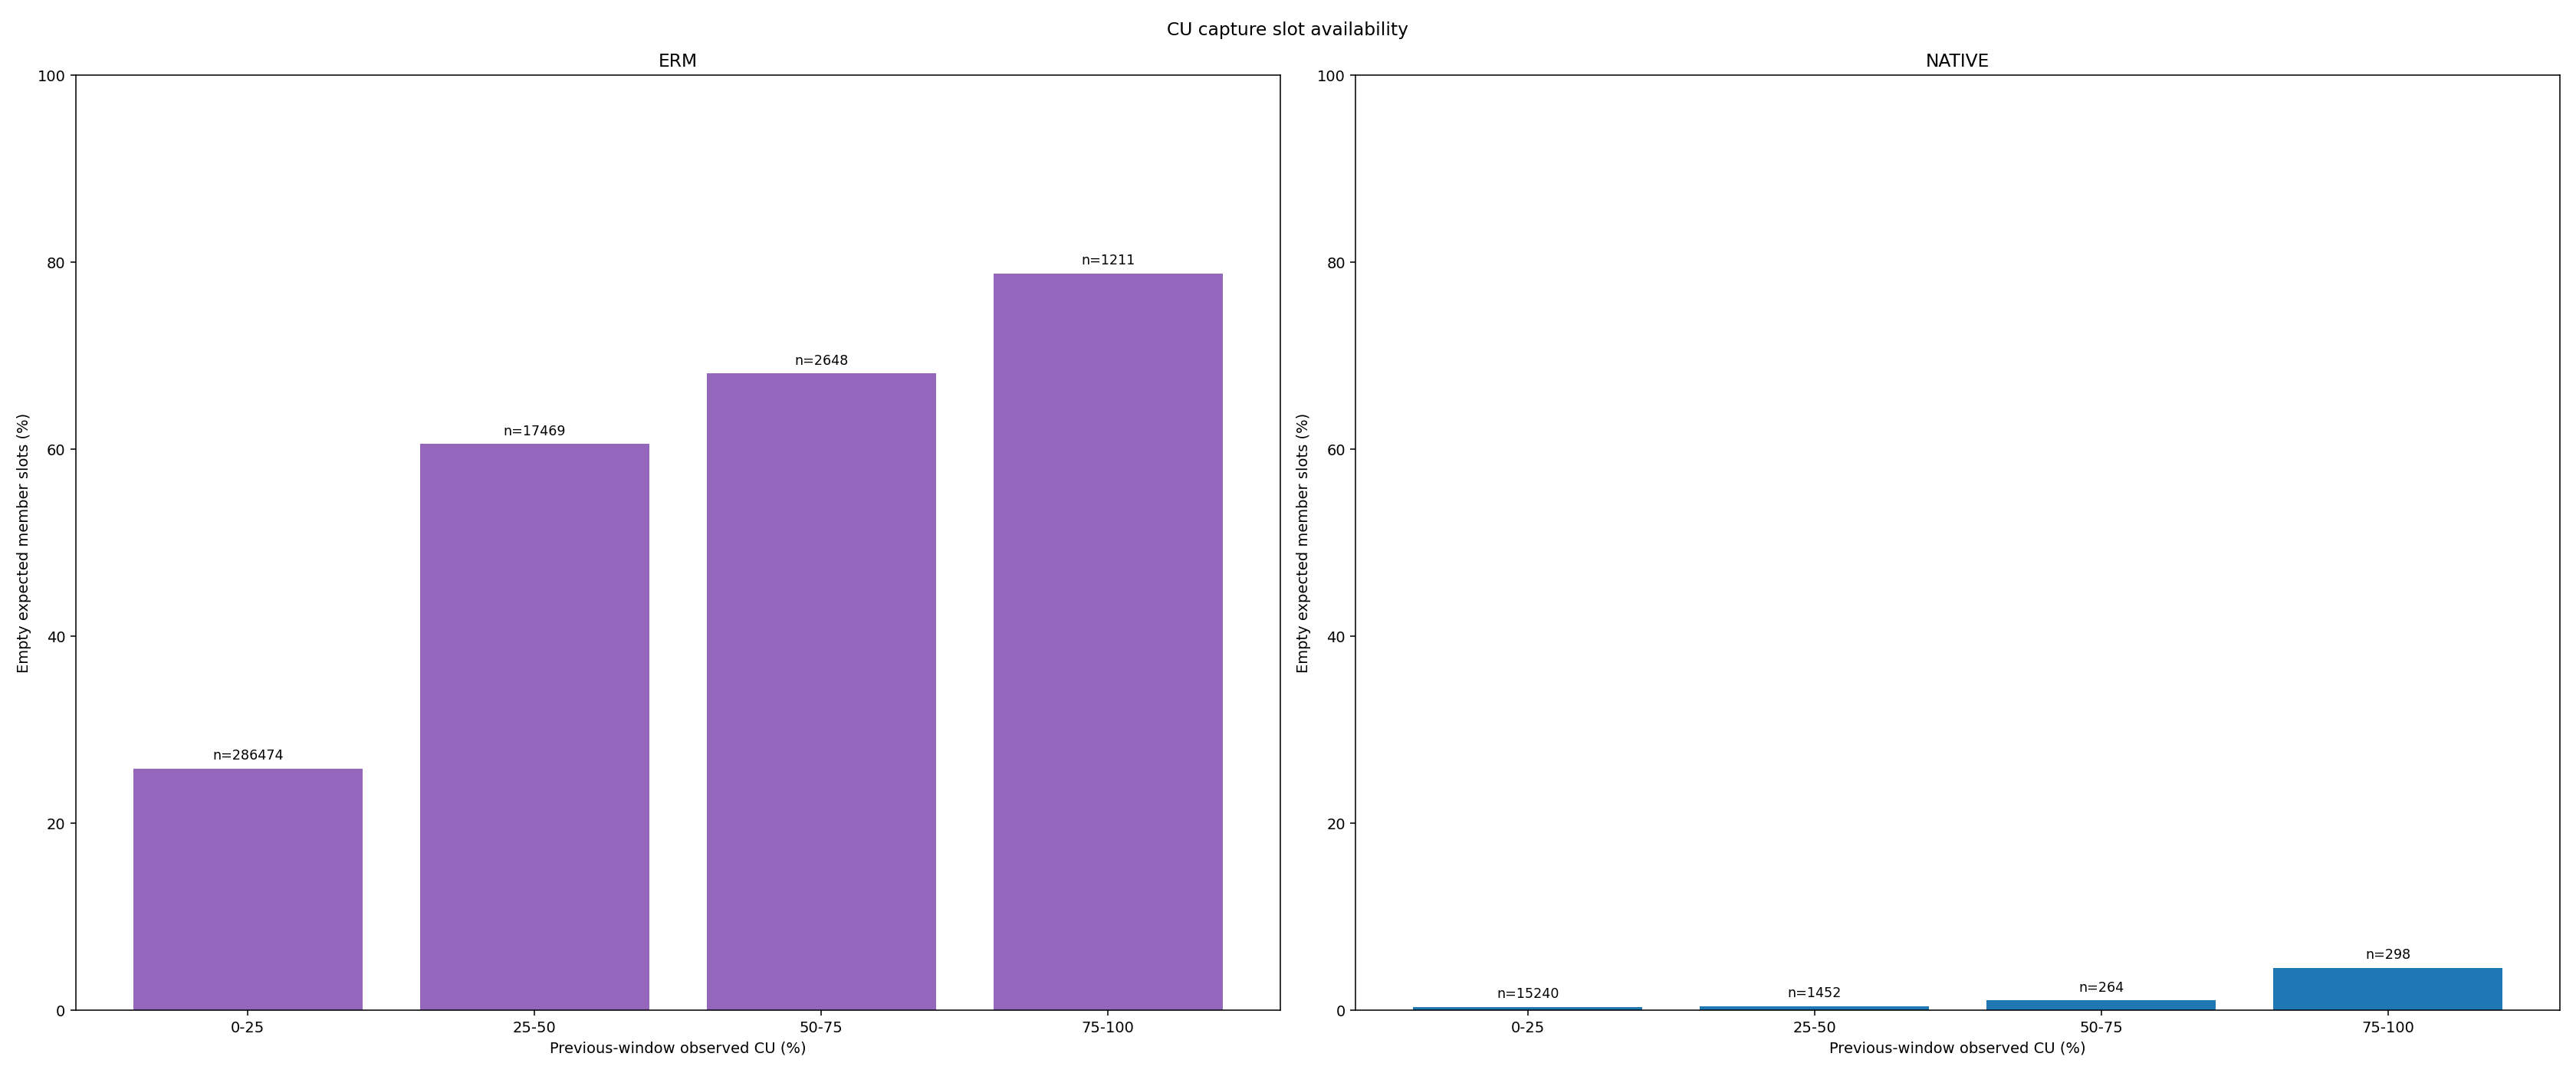 CU capture slot availability
ERM
Empty expected member slots (%)
100
80
60
40
20
0
n=286474
n=17469
n=2648
n=1211
0-25
25-50
50-75
75-100
Previous-window observed CU (%)
NATIVE
Empty expected member slots (%)
100
80
60
40
20
0
n=15240
n=1452
n=264
n=298
0-25
25-50
50-75
75-100
Previous-window observed CU (%)